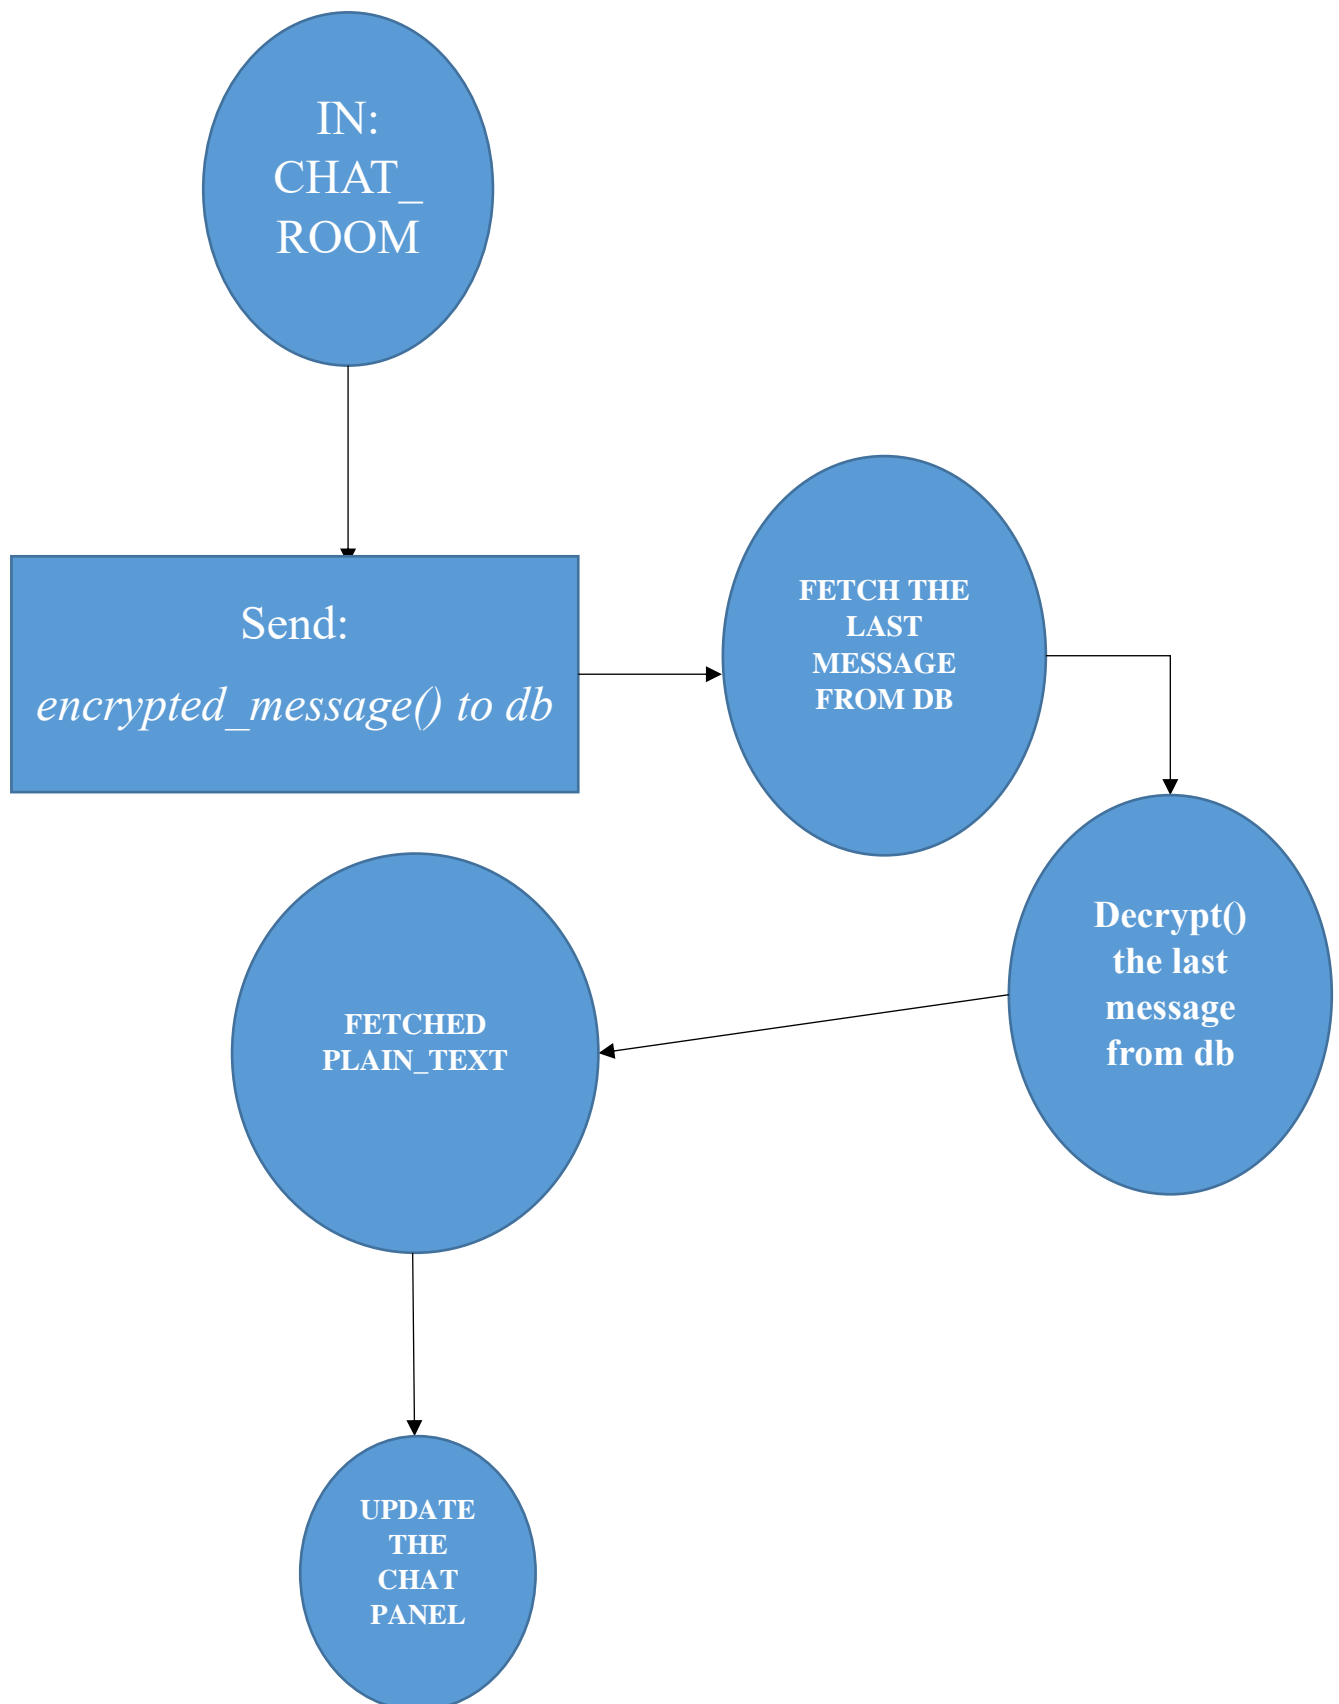 IN:
CHAT_
ROOM
Send:
encrypted_message() to db
FETCH THE
LAST
MESSAGE
FROM DB
Decrypt()
the last
message
from db
FETCHED
PLAIN_TEXT
UPDATE
THE
CHAT
PANEL